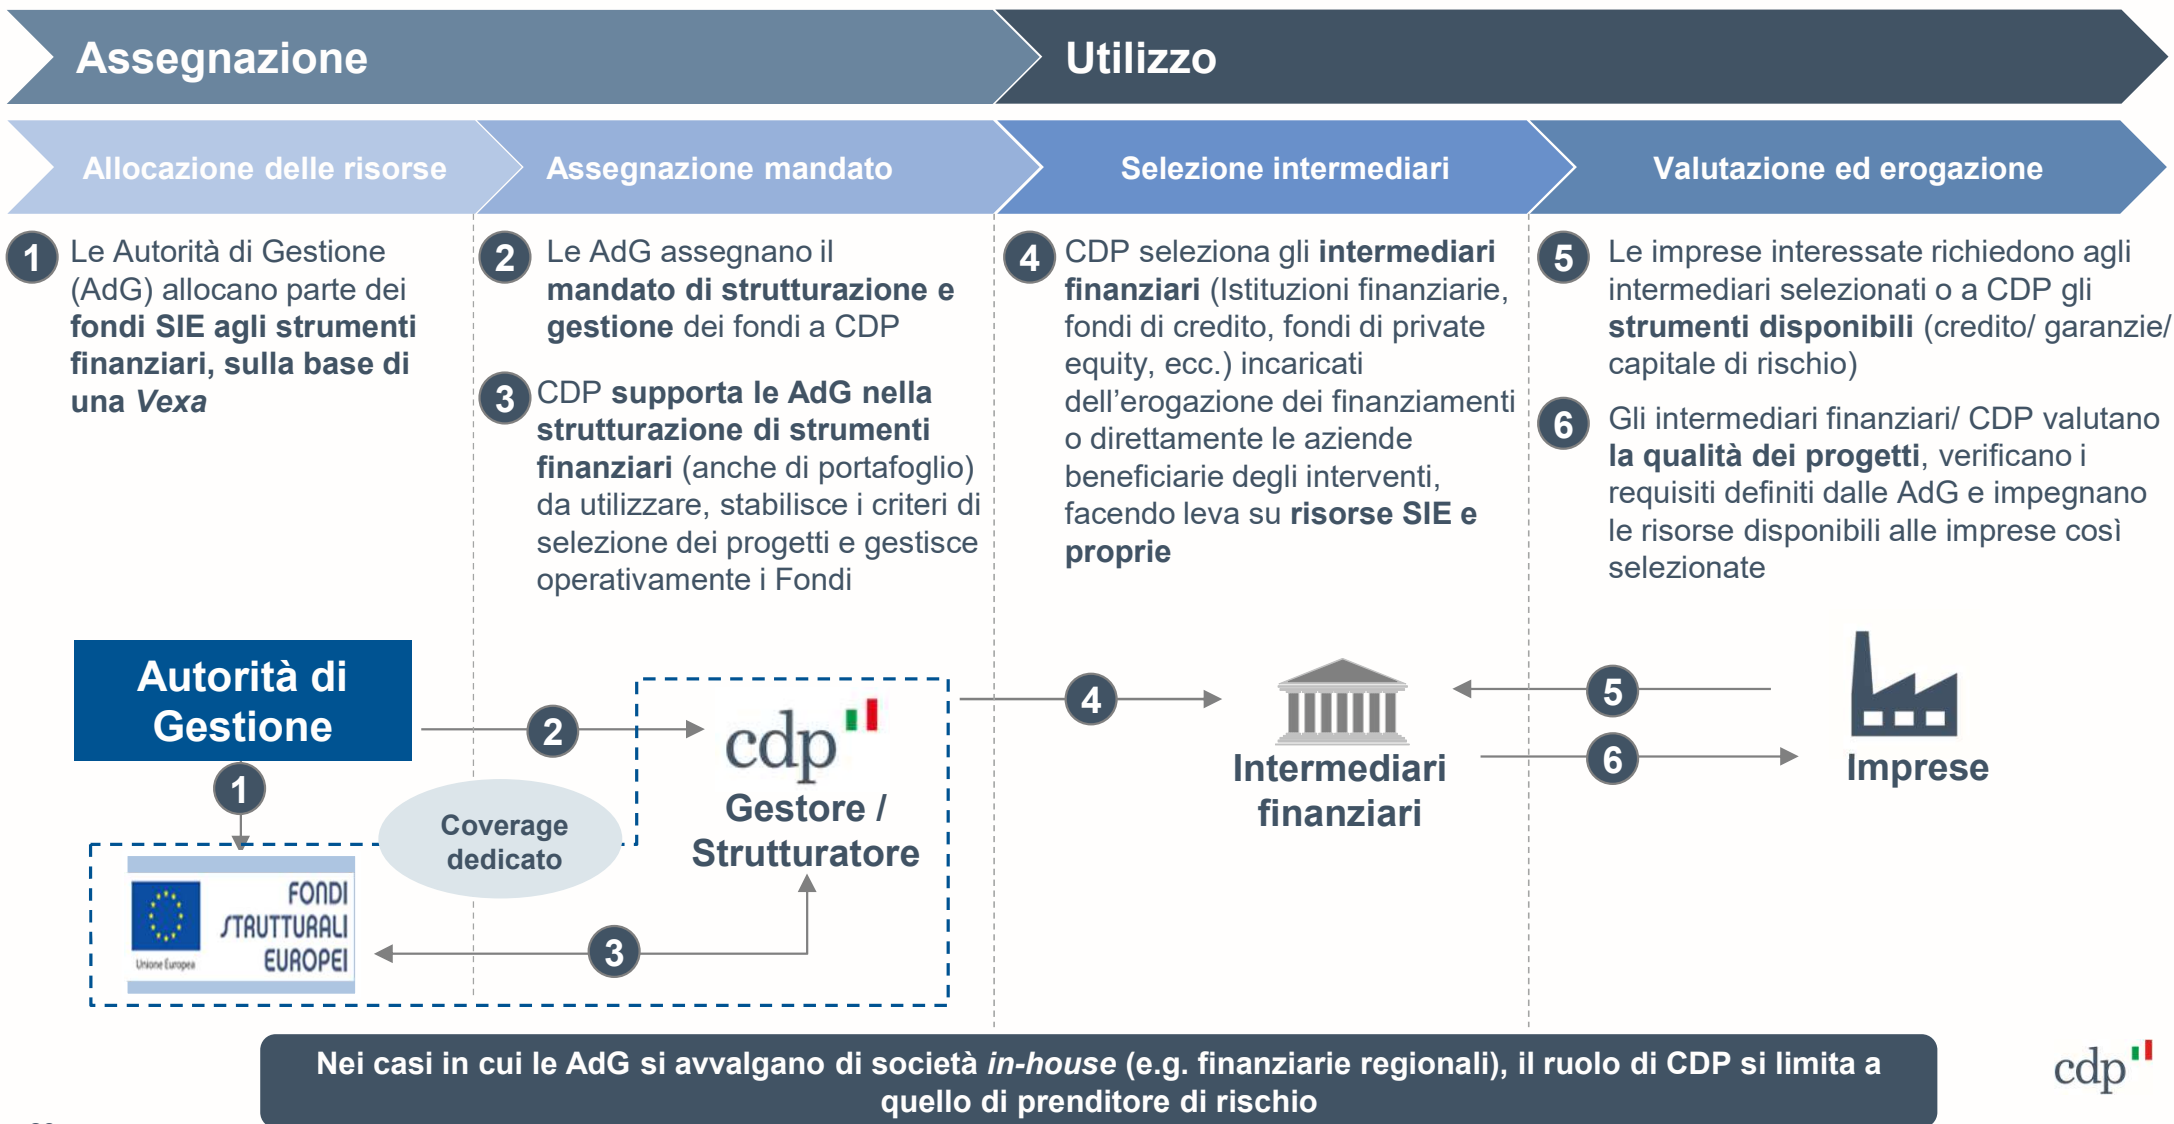 Assegnazione
Utilizzo
Allocazione delle risorse
Assegnazione mandato
Selezione intermediari
Valutazione ed erogazione
1
Le Autorità di Gestione
(AdG) allocano parte dei
fondi SIE agli strumenti
finanziari, sulla base di
una Vexa
2
Le AdG assegnano il
mandato di strutturazione e
gestione dei fondi a CDP
3
CDP supporta le AdG nella
strutturazione di strumenti
finanziari (anche di portafoglio)
da utilizzare, stabilisce i criteri di
selezione dei progetti e gestisce
operativamente i Fondi
4
CDP seleziona gli intermediari
finanziari (Istituzioni finanziarie,
fondi di credito, fondi di private
equity, ecc.) incaricati
dell'erogazione dei finanziamenti
o direttamente le aziende
beneficiarie degli interventi,
facendo leva su risorse SIE e
proprie
5
Le imprese interessate richiedono agli
intermediari selezionati o a CDP gli
strumenti disponibili (credito/ garanzie/
capitale di rischio)
6
Gli intermediari finanziari/ CDP valutano
la qualità dei progetti, verificano i
requisiti definiti dalle AdG e impegnano
le risorse disponibili alle imprese così
selezionate
Autorità di
Gestione
1
2
cdp
Gestore /
Strutturatore
Coverage
dedicato
FONDI
STRUTTURALI
EUROPEI
Unione Europea
3
4
Intermediari
finanziari
5
6
Imprese
Nei casi in cui le AdG si avvalgano di società in-house (e.g. finanziarie regionali), il ruolo di CDP si limita a
quello di prenditore di rischio
cdp